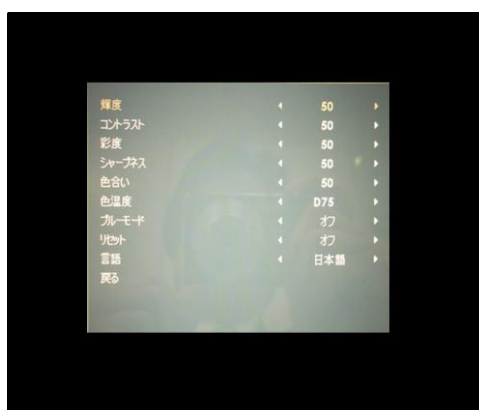 輝度 50
コントラスト 50
彩度 50
シャープネス 50
色合い 50
色温度 D75
ブルーモード オフ
リセット オフ
言語 日本語
戻る